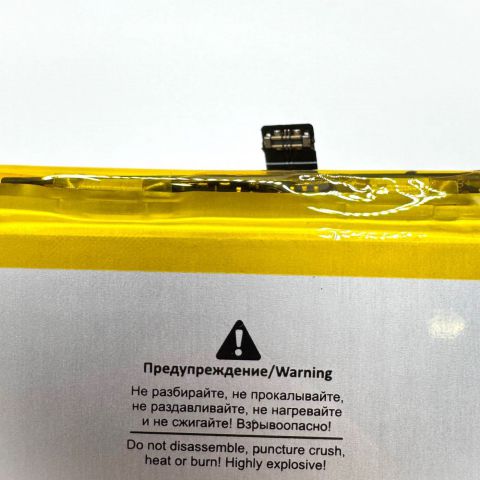 Предупреждение/Warning
Не разбирайте, не прокалывайте,
не раздавливайте, не нагревайте
и не сжигайте! Взрывоопасно!
Do not disassemble, puncture crush,
heat or burn! Highly explosive!